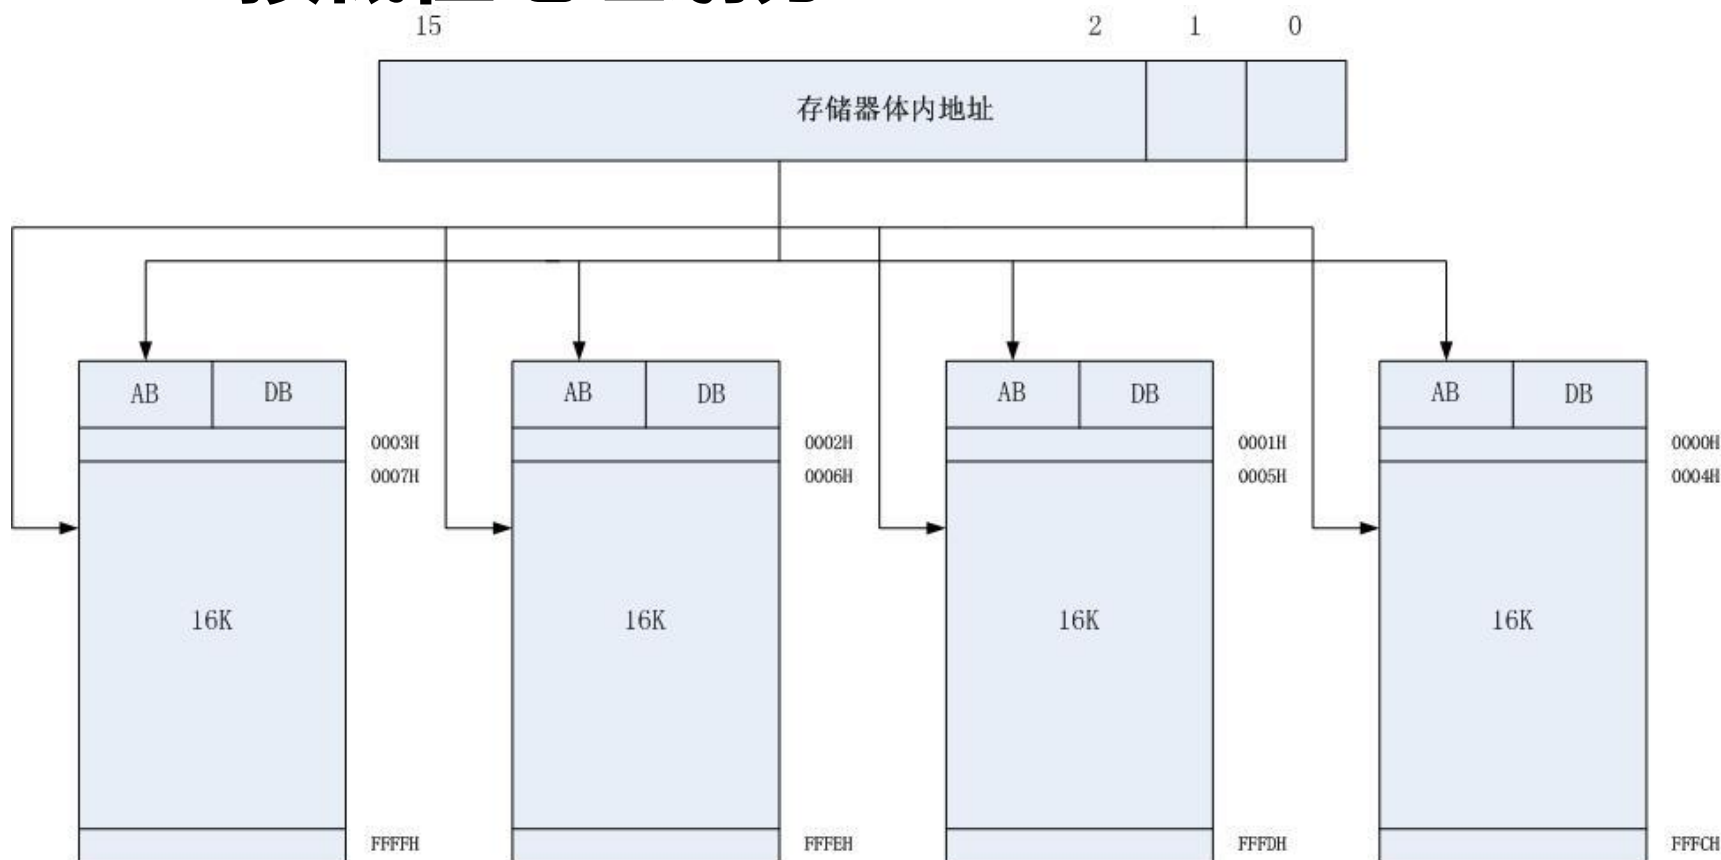 15 2 1 0
存储器体内地址
AB DB AB DB AB DB AB DB
0003H 0002H 0001H 0000H
0007H 0006H 0005H 0004H
16K 16K 16K 16K
FFFFH FFFEH FFFDH FFFCH